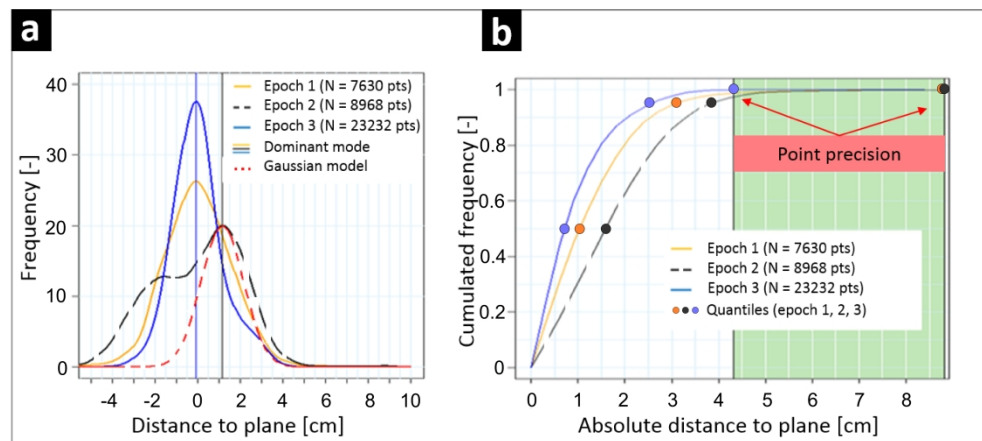 a
40
30
20
10
0
Frequency [-]
-4 -2 0 2 4 6 8 10
Distance to plane [cm]
Epoch 1 (N = 7630 pts)
Epoch 2 (N = 8968 pts)
Epoch 3 (N = 23232 pts)
Dominant mode
Gaussian model
b
1
0.8
0.6
0.4
0.2
0
Cumulated frequency [-]
0 1 2 3 4 5 6 7 8
Absolute distance to plane [cm]
Point precision
Epoch 1 (N = 7630 pts)
Epoch 2 (N = 8968 pts)
Epoch 3 (N = 23232 pts)
Quantiles (epoch 1, 2, 3)